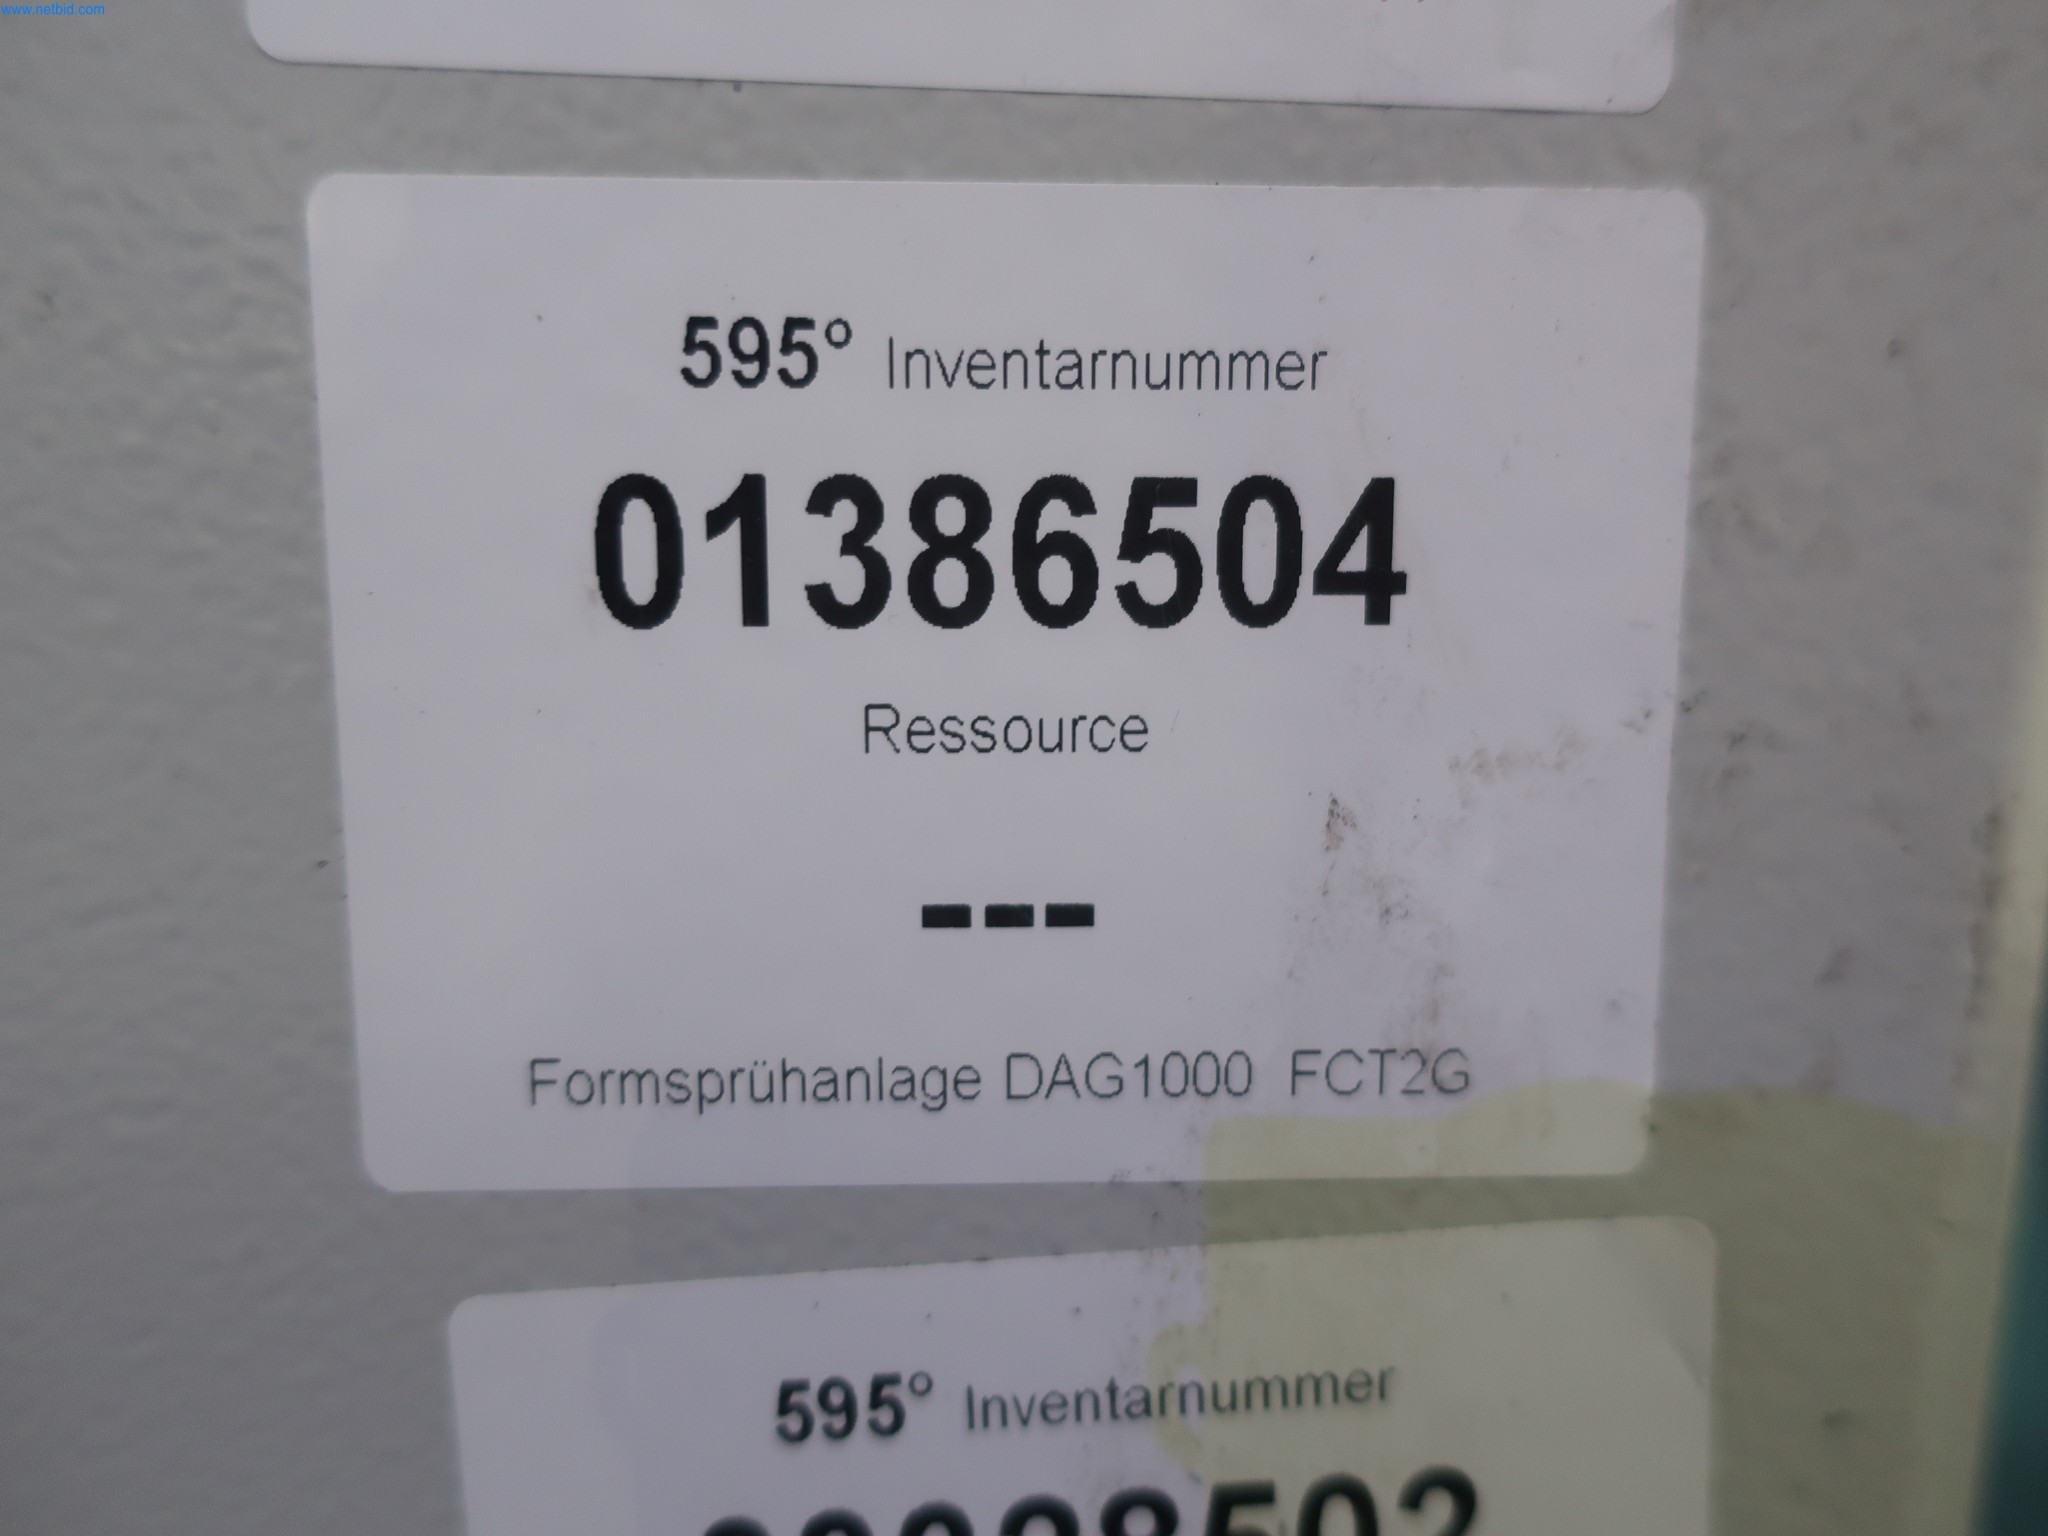 www.netbid.com
595° Inventarnummer
01386504
Ressource
---
Formsprühanlage DAG1000 FCT2G
595° Inventarnummer